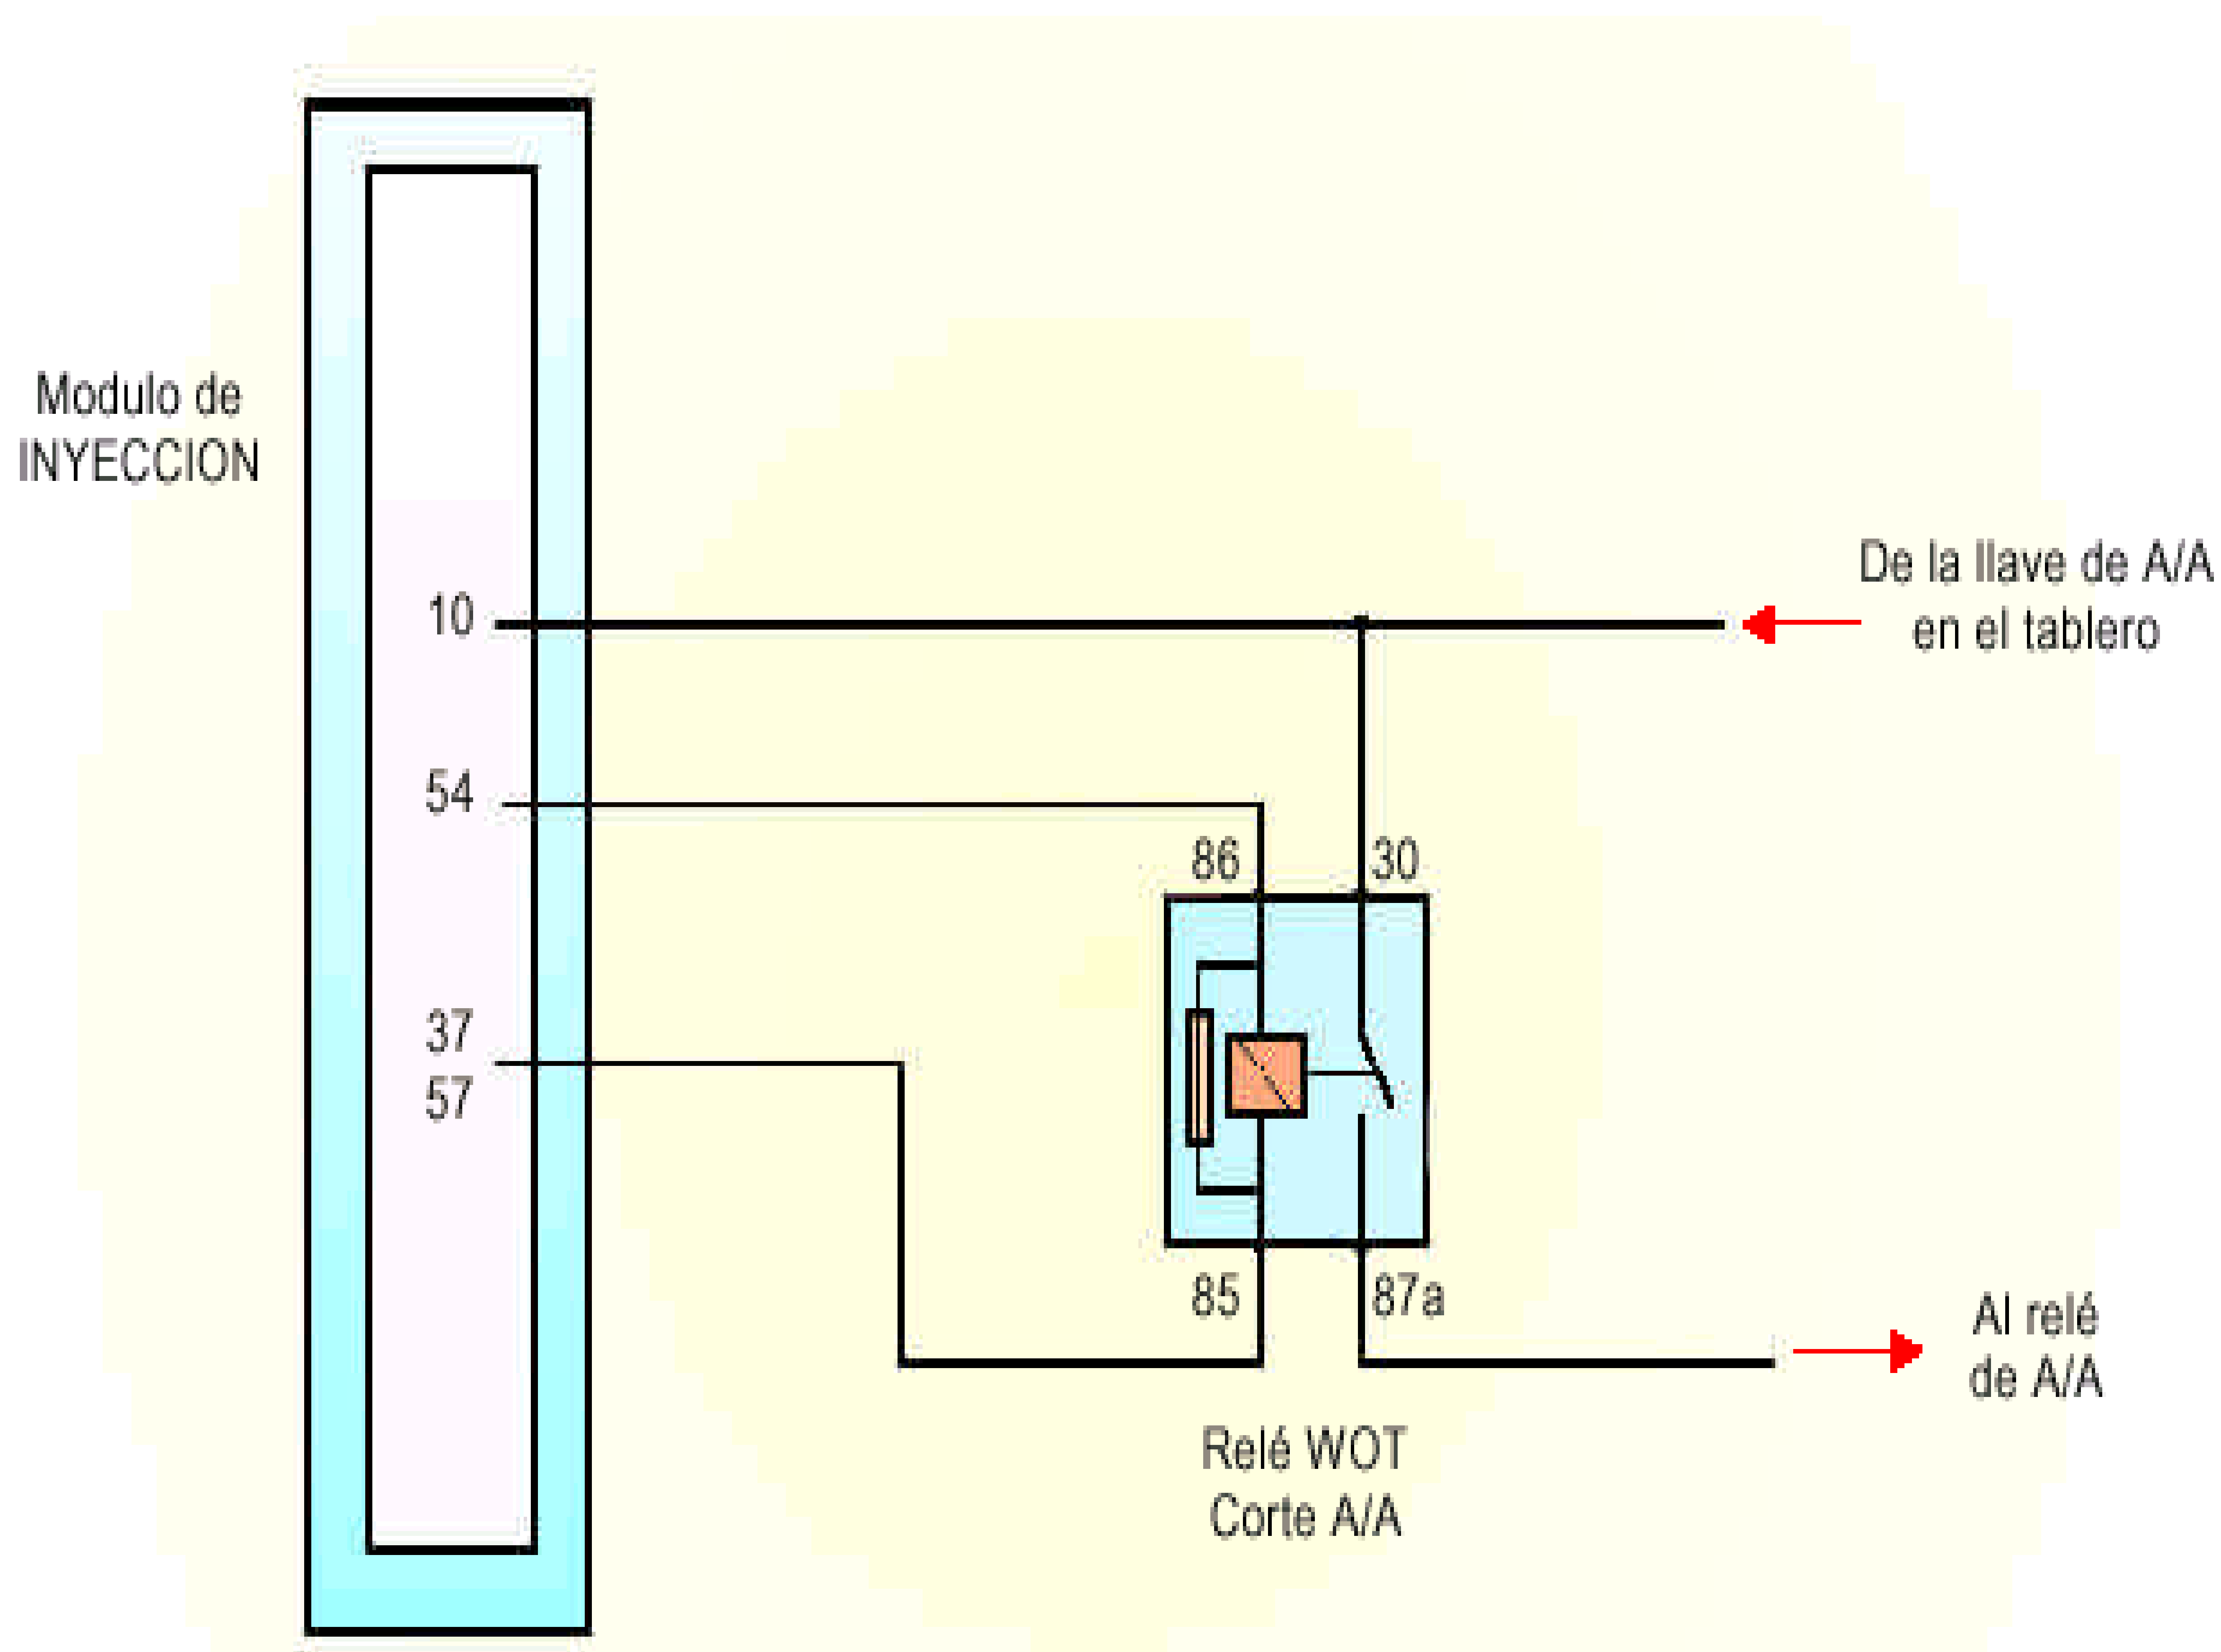 Modulo de
INYECCION
10
De la llave de A/A
en el tablero
54
86
30
37
57
85
87a
Al relé
de A/A
Relé WOT
Corte A/A